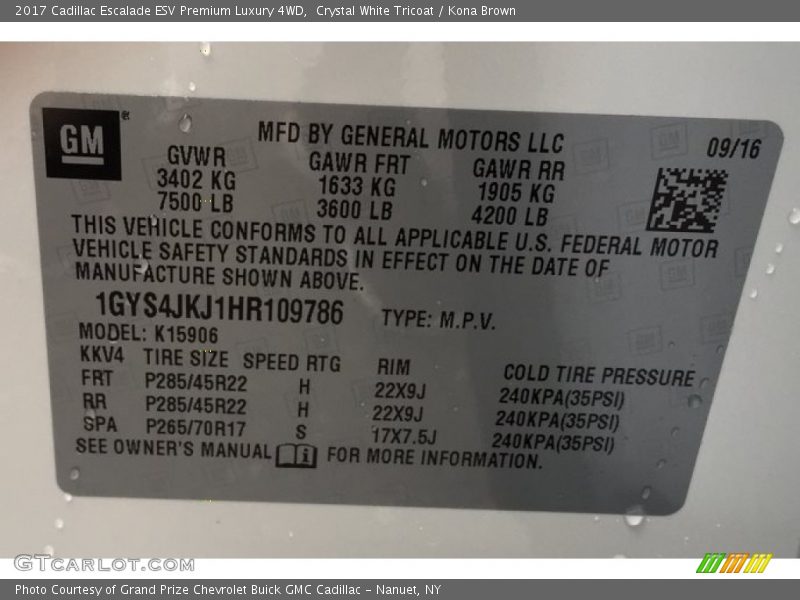 2017 Cadillac Escalade ESV Premium Luxury 4WD,  Crystal White Tricoat / Kona Brown
GM ®
MFD BY GENERAL MOTORS LLC 09/16
GVWR GAWR FRT GAWR RR
3402 KG 1633 KG 1905 KG
7500 LB 3600 LB 4200 LB
THIS VEHICLE CONFORMS TO ALL APPLICABLE U.S. FEDERAL MOTOR
VEHICLE SAFETY STANDARDS IN EFFECT ON THE DATE OF
MANUFACTURE SHOWN ABOVE.
1GYS4JKJ1HR109786 TYPE: M.P.V.
MODEL: K15906
KKV4 TIRE SIZE SPEED RTG RIM COLD TIRE PRESSURE
FRT P285/45R22 H 22X9J 240KPA(35PSI)
RR P285/45R22 H 22X9J 240KPA(35PSI)
SPA P265/70R17 S 17X7.5J 240KPA(35PSI)
SEE OWNER'S MANUAL i FOR MORE INFORMATION.
GTCARLOT.COM
Photo Courtesy of Grand Prize Chevrolet Buick GMC Cadillac – Nanuet, NY